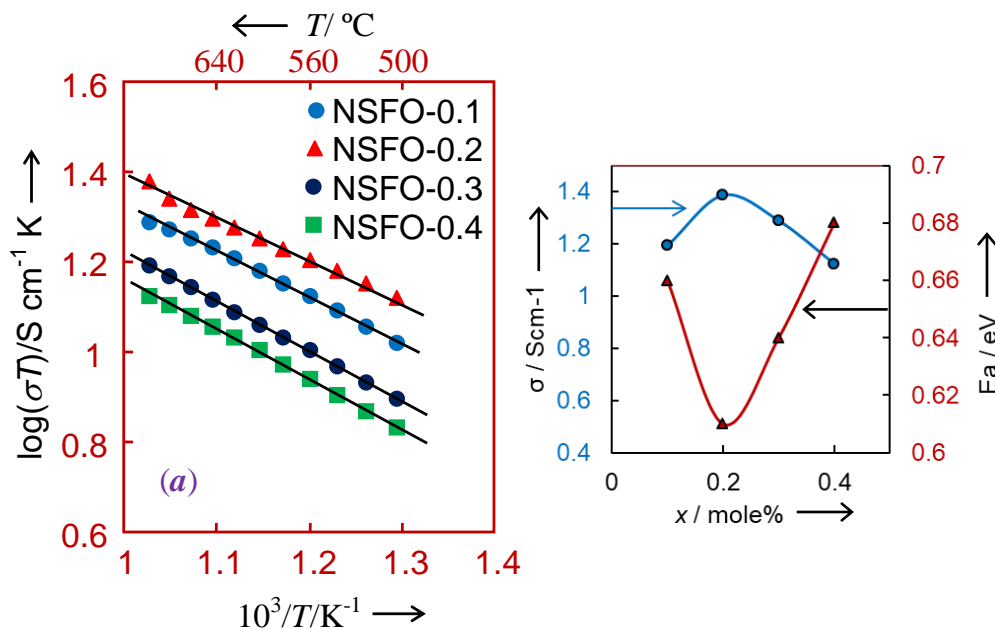 T/ ºC
640 560 500
1.6
1.4
1.2
1
0.8
0.6
log(σT)/S cm⁻¹ K
NSFO-0.1
NSFO-0.2
NSFO-0.3
NSFO-0.4
(a)
1 1.1 1.2 1.3 1.4
10³/T/K⁻¹
1.4
1.2
1
0.8
0.6
0.4
σ / Scm-1
0.7
0.68
0.66
0.64
0.62
0.6
Ea / eV
0 0.2 0.4
x / mole%